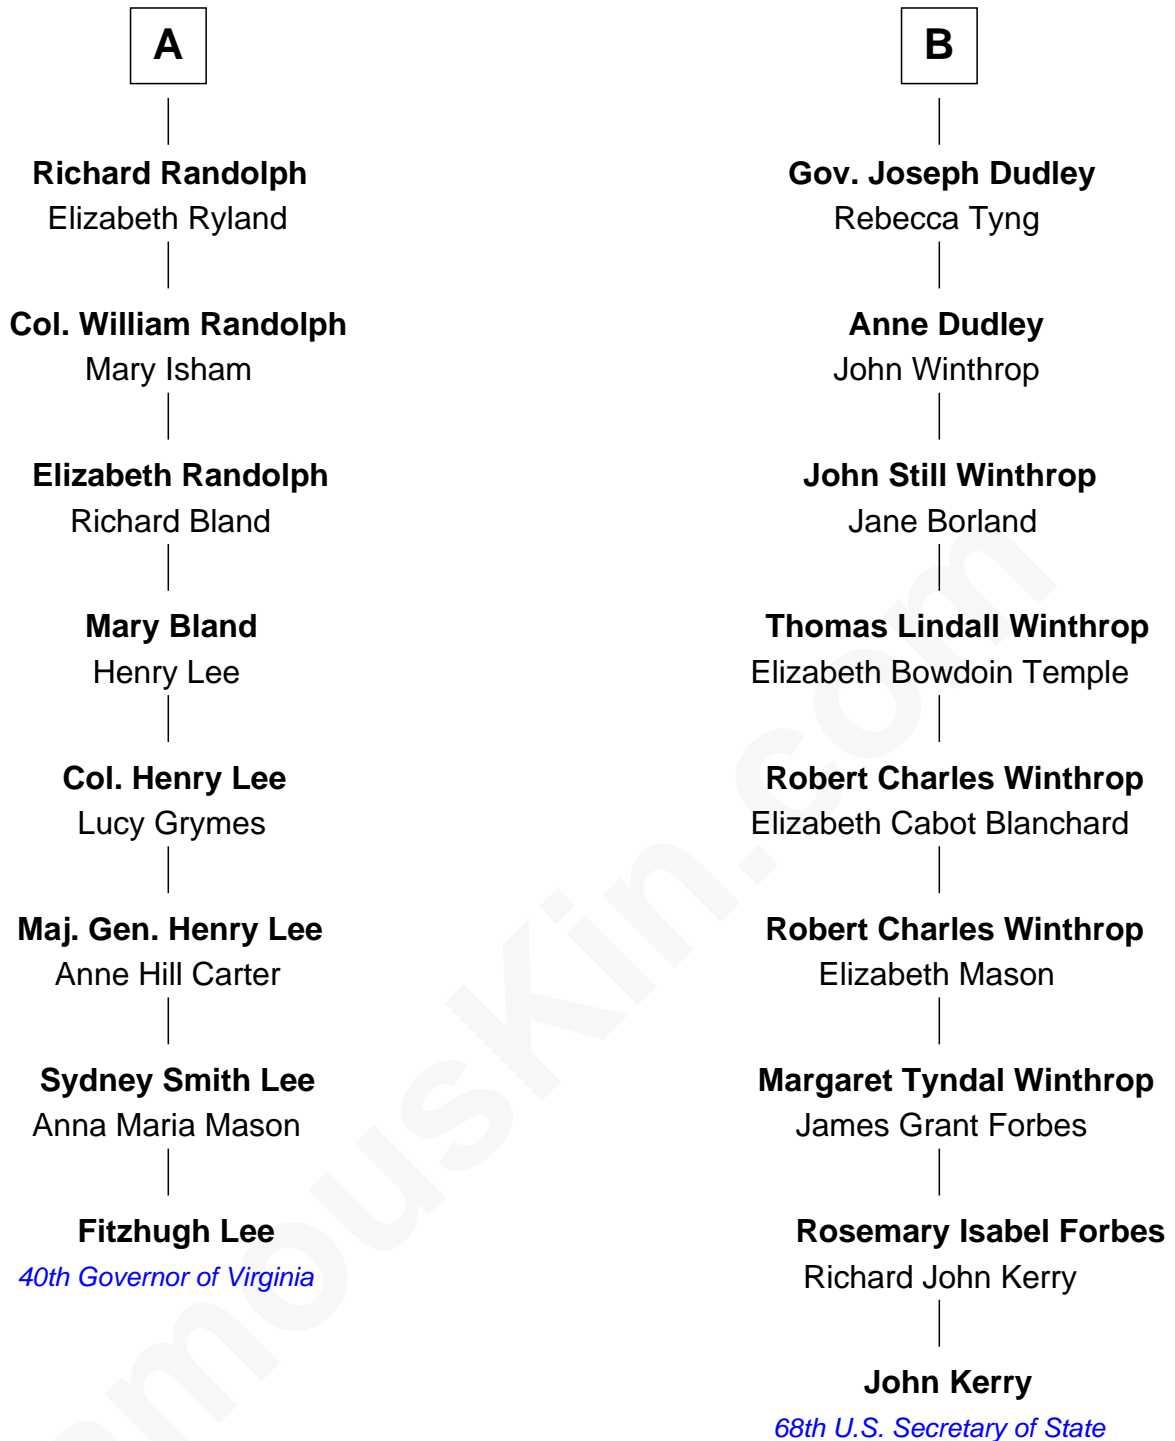 A
Richard Randolph
Elizabeth Ryland
Col. William Randolph
Mary Isham
Elizabeth Randolph
Richard Bland
Mary Bland
Henry Lee
Col. Henry Lee
Lucy Grymes
Maj. Gen. Henry Lee
Anne Hill Carter
Sydney Smith Lee
Anna Maria Mason
Fitzhugh Lee
40th Governor of Virginia
B
Gov. Joseph Dudley
Rebecca Tyng
Anne Dudley
John Winthrop
John Still Winthrop
Jane Borland
Thomas Lindall Winthrop
Elizabeth Bowdoin Temple
Robert Charles Winthrop
Elizabeth Cabot Blanchard
Robert Charles Winthrop
Elizabeth Mason
Margaret Tyndal Winthrop
James Grant Forbes
Rosemary Isabel Forbes
Richard John Kerry
John Kerry
68th U.S. Secretary of State
amousKin.com